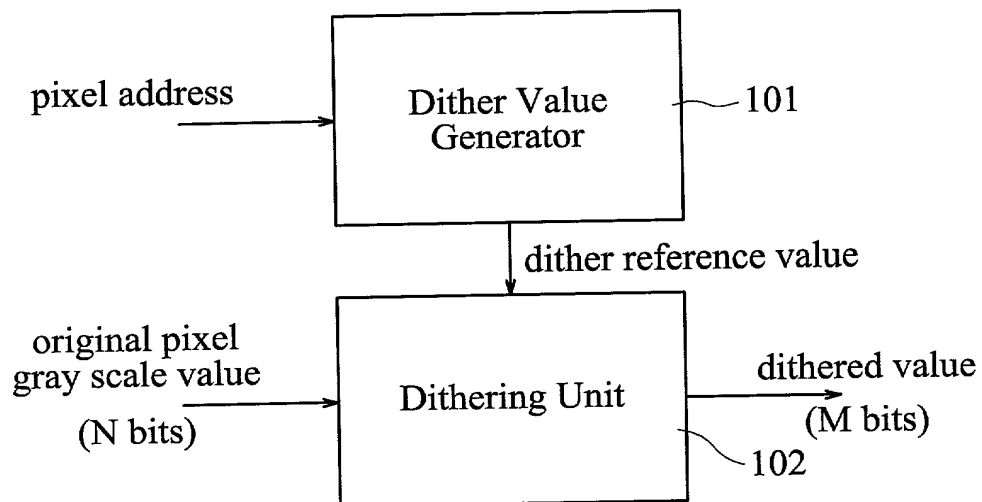 pixel address
Dither Value
Generator
101
dither reference value
original pixel
gray scale value
(N bits)
Dithering Unit
dithered value
(M bits)
102